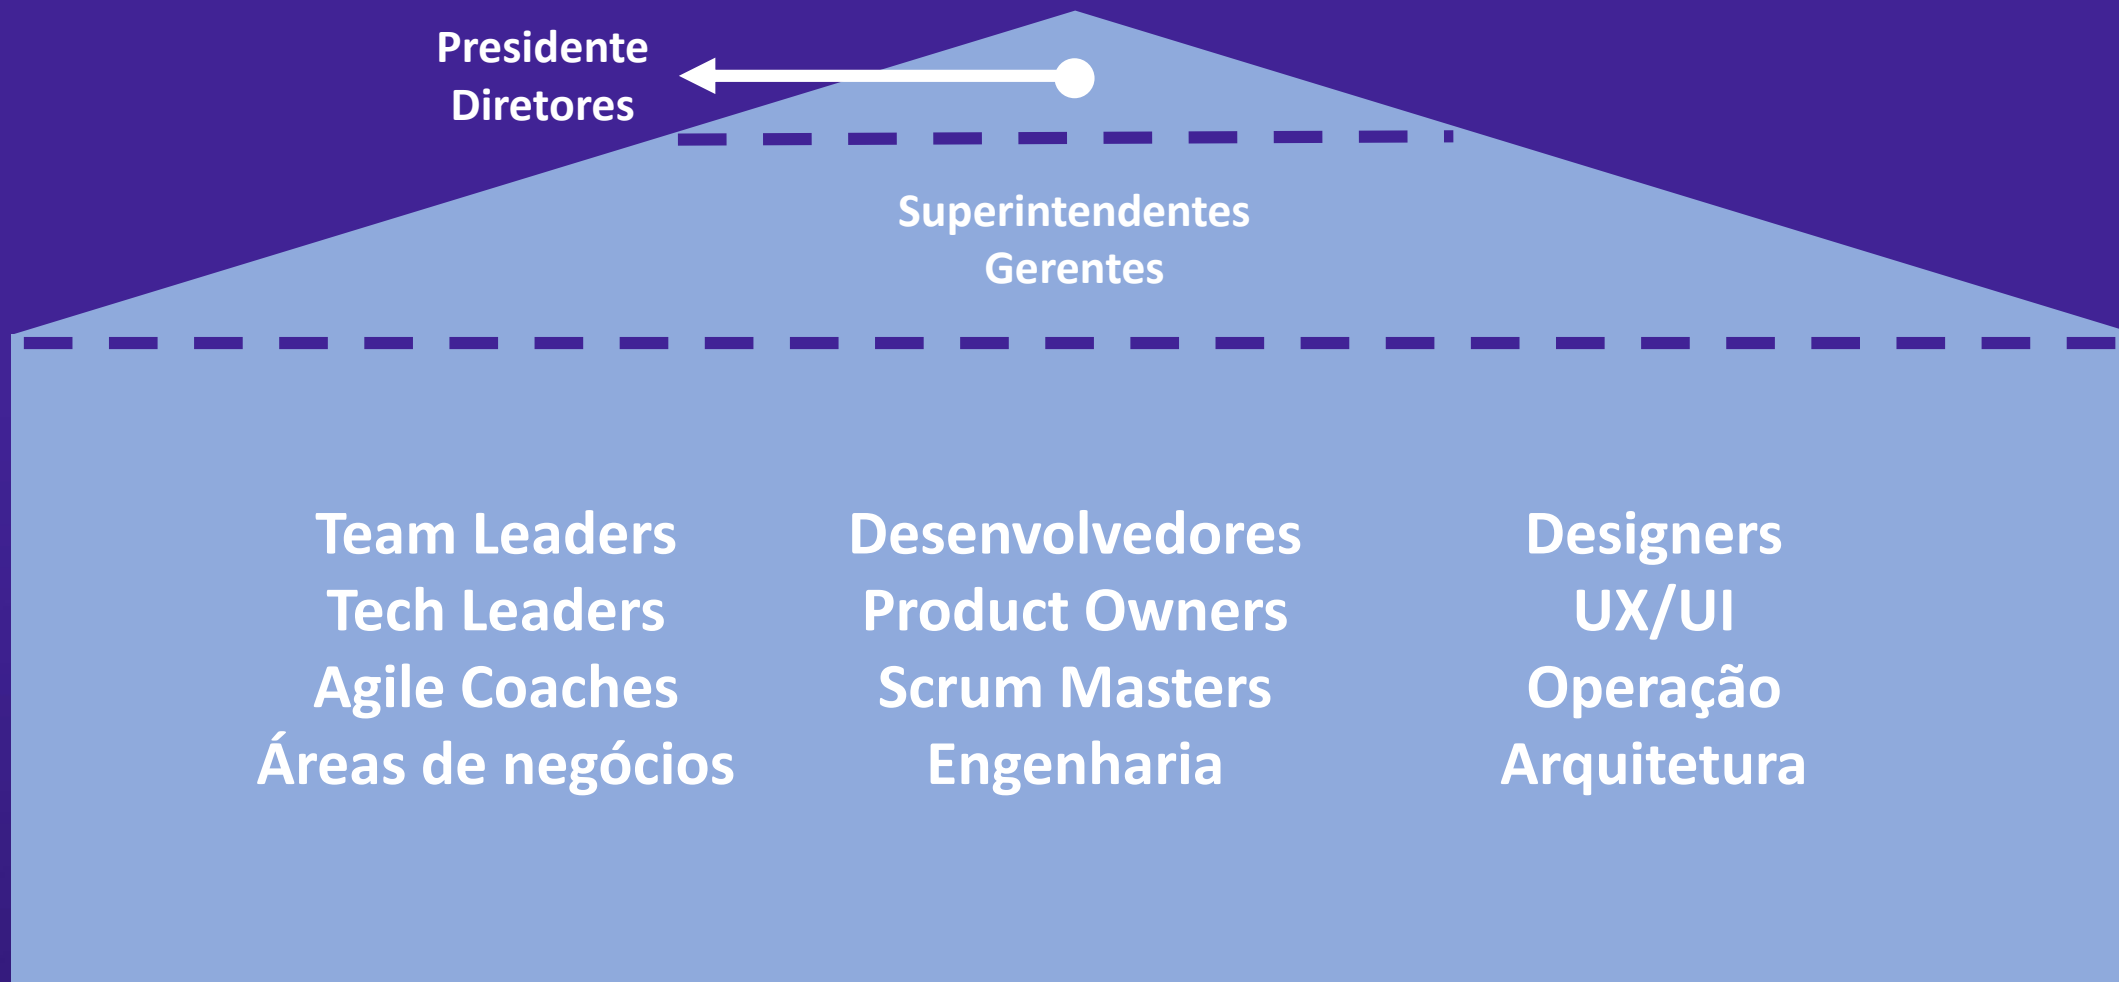 Presidente
Diretores
Superintendentes
Gerentes
Team Leaders
Tech Leaders
Agile Coaches
Áreas de negócios
Desenvolvedores
Product Owners
Scrum Masters
Engenharia
Designers
UX/UI
Operação
Arquitetura